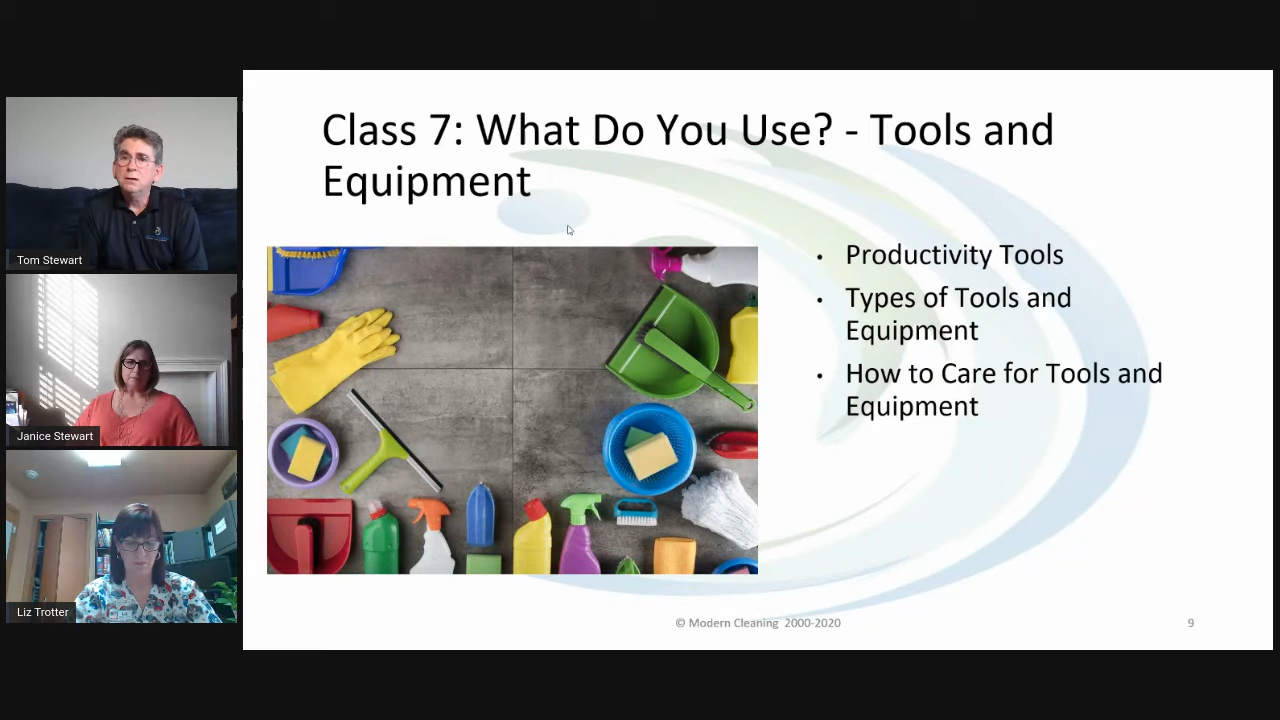 Class 7: What Do You Use? - Tools and
Equipment
• Productivity Tools
• Types of Tools and
Equipment
• How to Care for Tools and
Equipment
© Modern Cleaning 2000-2020
9
Tom Stewart
Janice Stewart
Liz Trotter